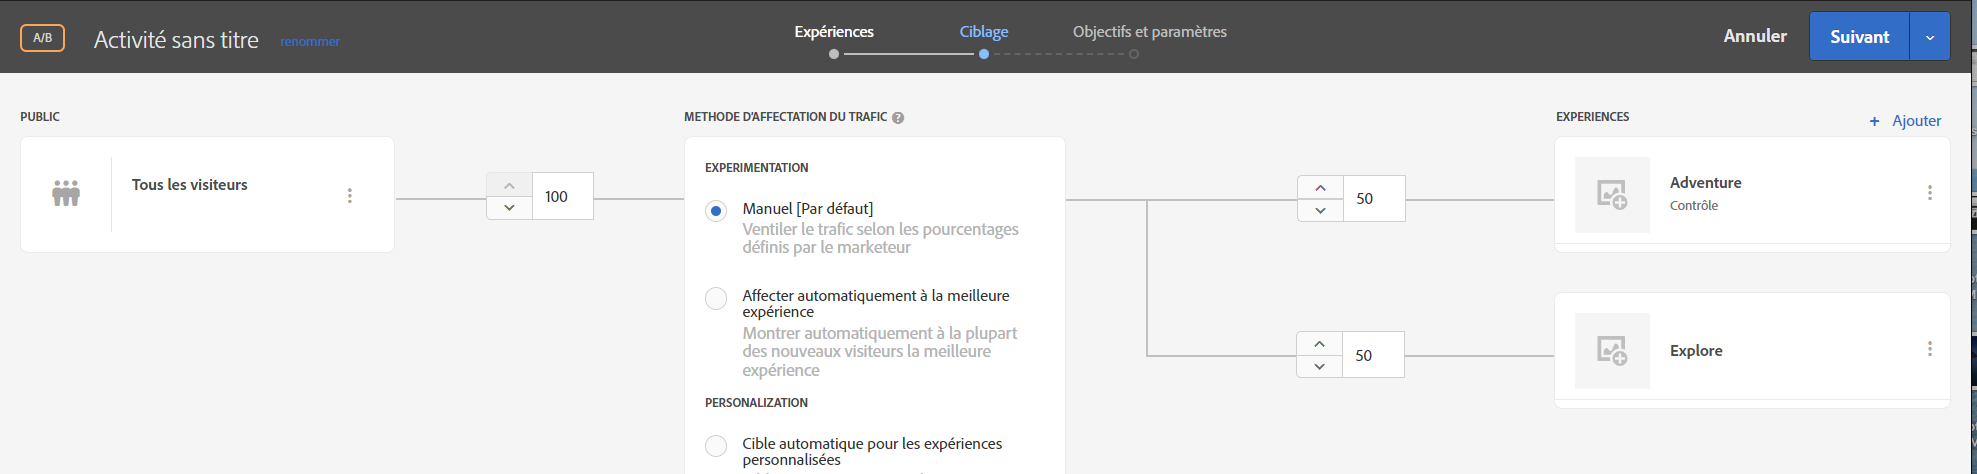 A/B
Activité sans titre
renommer
Expériences
Ciblage
Objectifs et paramètres
Annuler
Suivant
PUBLIC
Tous les visiteurs
100
METHODE D'AFFECTATION DU TRAFIC ?
EXPERIMENTATION
Manuel [Par défaut]
Ventiler le trafic selon les pourcentages
définis par le marketeur
Affecter automatiquement à la meilleure
expérience
Montrer automatiquement à la plupart
des nouveaux visiteurs la meilleure
expérience
PERSONALIZATION
Cible automatique pour les expériences
personnalisées
50
50
EXPERIENCES
+ Ajouter
Adventure
Contrôle
Explore